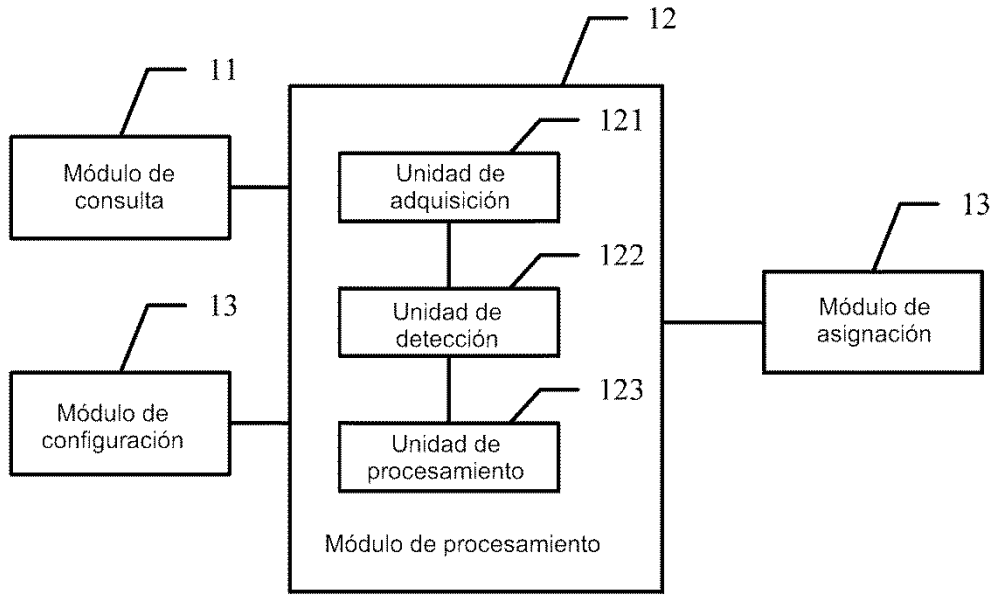 12
11
121
Módulo de
consulta
Unidad de
adquisición
13
122
Módulo de
asignación
13
Unidad de
detección
123
Módulo de
configuración
Unidad de
procesamiento
Módulo de procesamiento